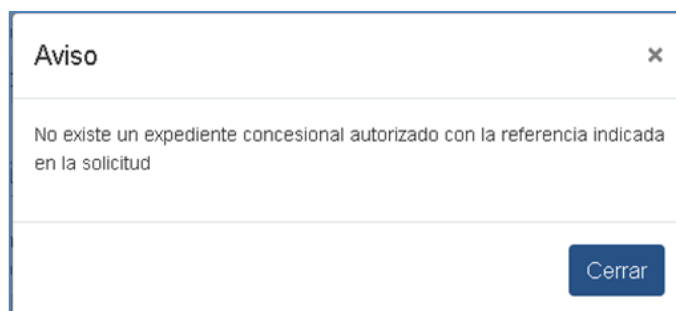 Aviso
×
No existe un expediente concesional autorizado con la referencia indicada
en la solicitud
Cerrar